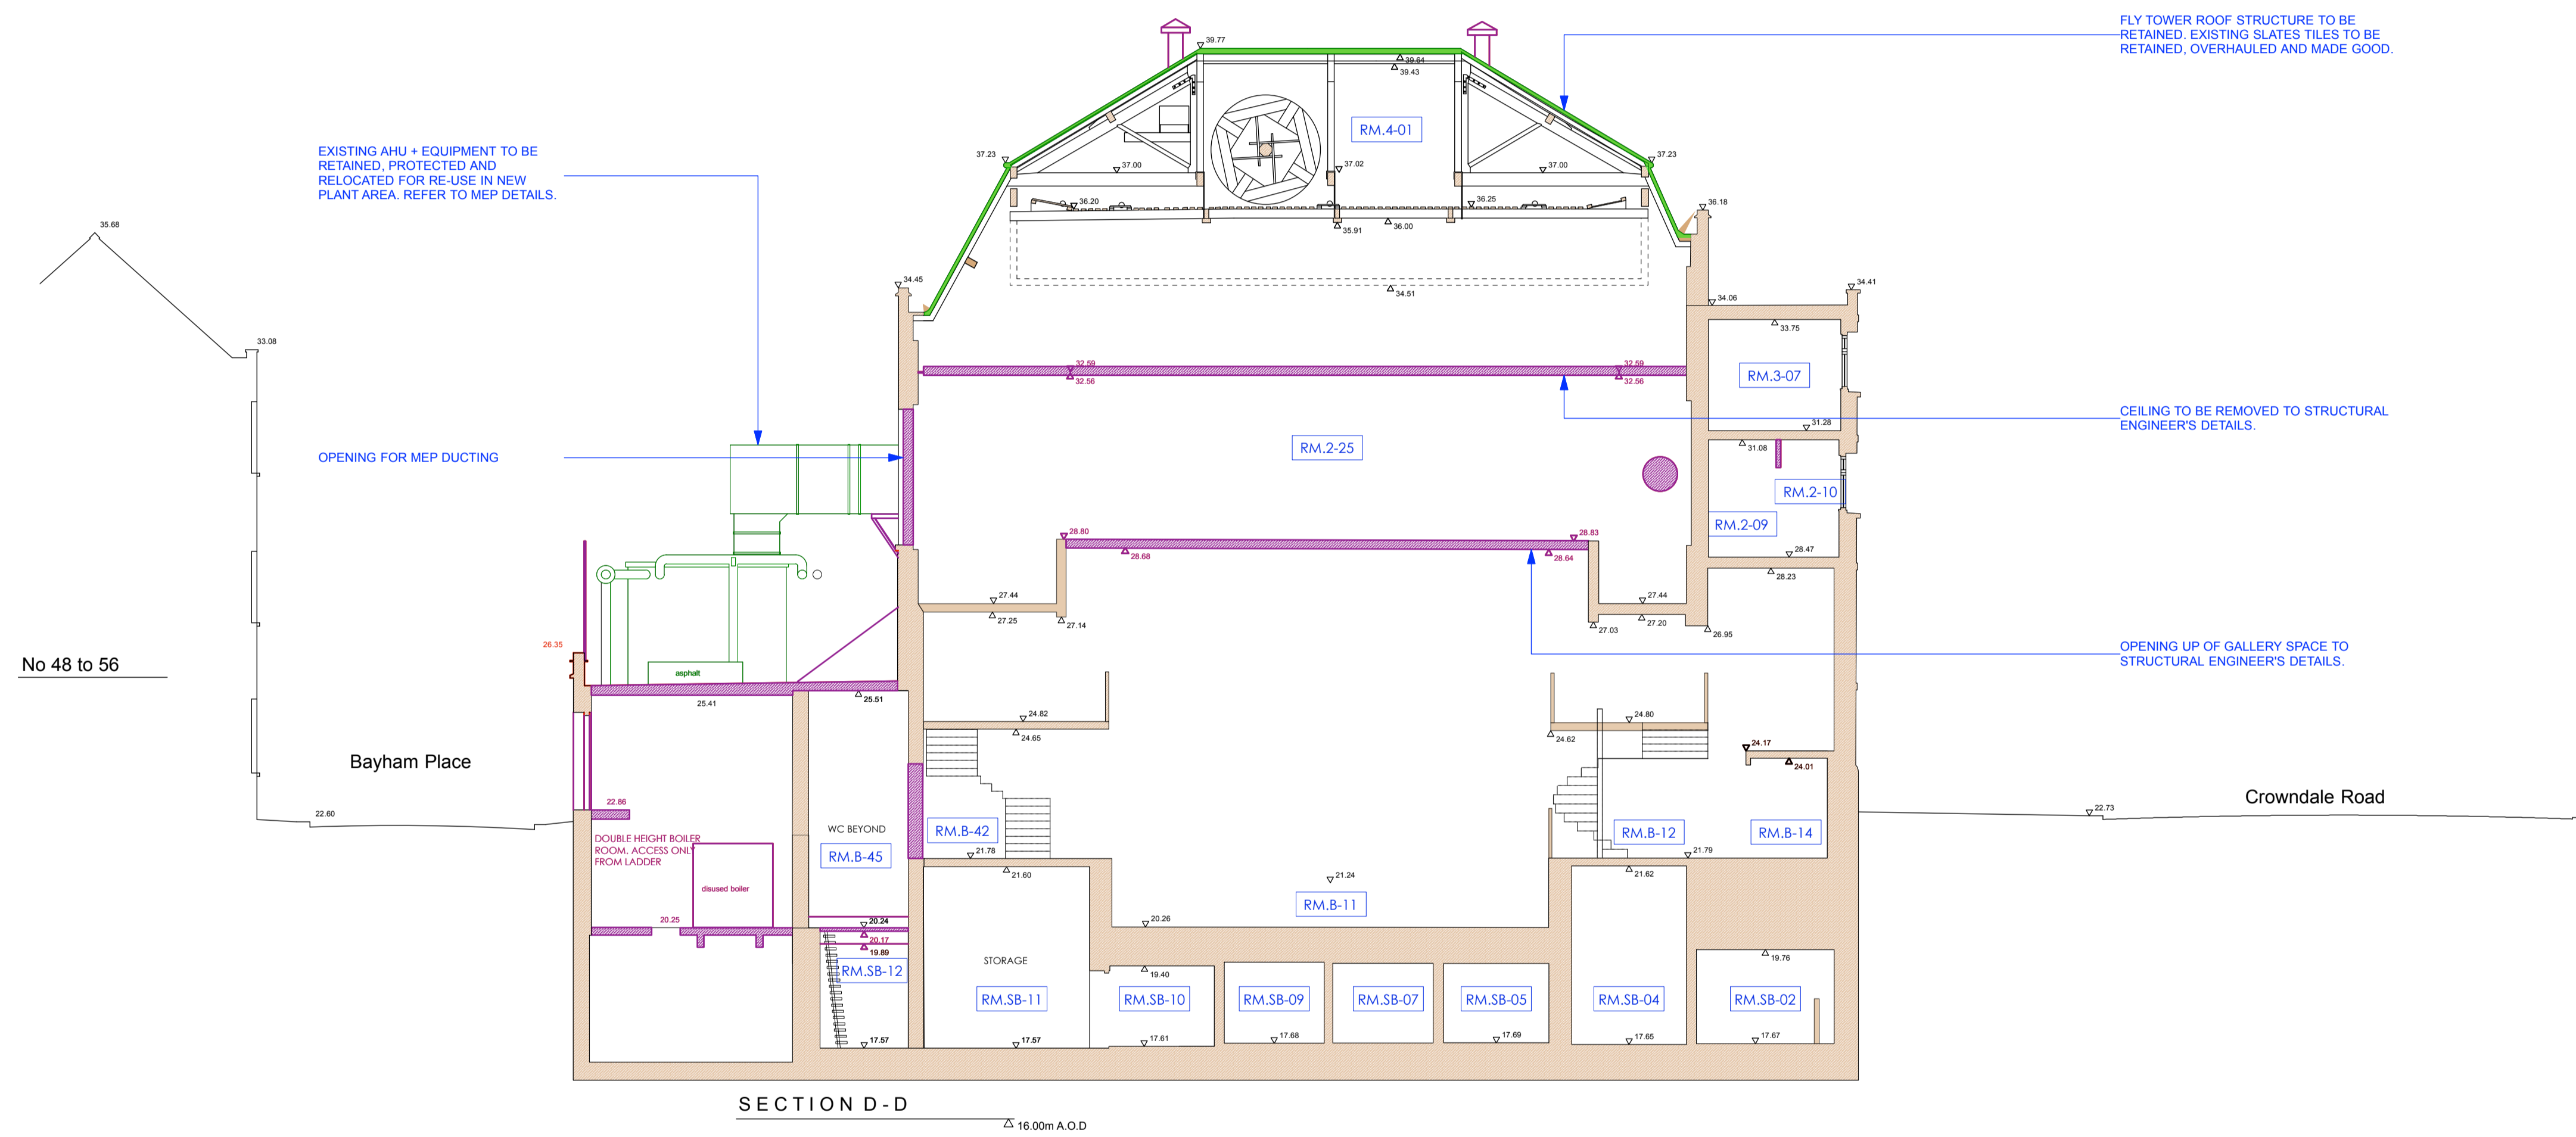 FLY TOWER ROOF STRUCTURE TO BE
RETAINED. EXISTING SLATES TILES TO BE
RETAINED, OVERHAULED AND MADE GOOD.
39.77
39.64
39.43
RM.4-01
EXISTING AHU + EQUIPMENT TO BE
RETAINED, PROTECTED AND
RELOCATED FOR RE-USE IN NEW
PLANT AREA. REFER TO MEP DETAILS.
37.23
37.23
37.00
37.02
37.00
36.20
36.25
36.18
35.91
36.00
35.68
34.45
34.51
34.06
34.41
33.75
33.08
32.59
32.56
32.59
32.56
RM.3-07
CEILING TO BE REMOVED TO STRUCTURAL
ENGINEER'S DETAILS.
31.28
31.08
OPENING FOR MEP DUCTING
RM.2-25
RM.2-10
RM.2-09
28.80
28.83
28.68
28.64
28.47
28.23
27.44
27.44
27.25
27.14
27.03
27.20
26.95
26.35
OPENING UP OF GALLERY SPACE TO
STRUCTURAL ENGINEER'S DETAILS.
No 48 to 56
asphalt
25.41
25.51
24.82
24.65
24.80
24.62
24.17
24.01
Bayham Place
Crowndale Road
22.60
22.86
22.73
DOUBLE HEIGHT BOILER
ROOM. ACCESS ONLY
FROM LADDER
WC BEYOND
RM.B-45
RM.B-42
RM.B-12
RM.B-14
21.78
21.79
21.60
21.24
21.62
disused boiler
RM.B-11
20.25
20.24
20.26
20.17
19.89
RM.SB-12
STORAGE
19.40
19.76
RM.SB-11
RM.SB-10
RM.SB-09
RM.SB-07
RM.SB-05
RM.SB-04
RM.SB-02
17.57
17.57
17.61
17.68
17.69
17.65
17.67
SECTION D-D
16.00m A.O.D